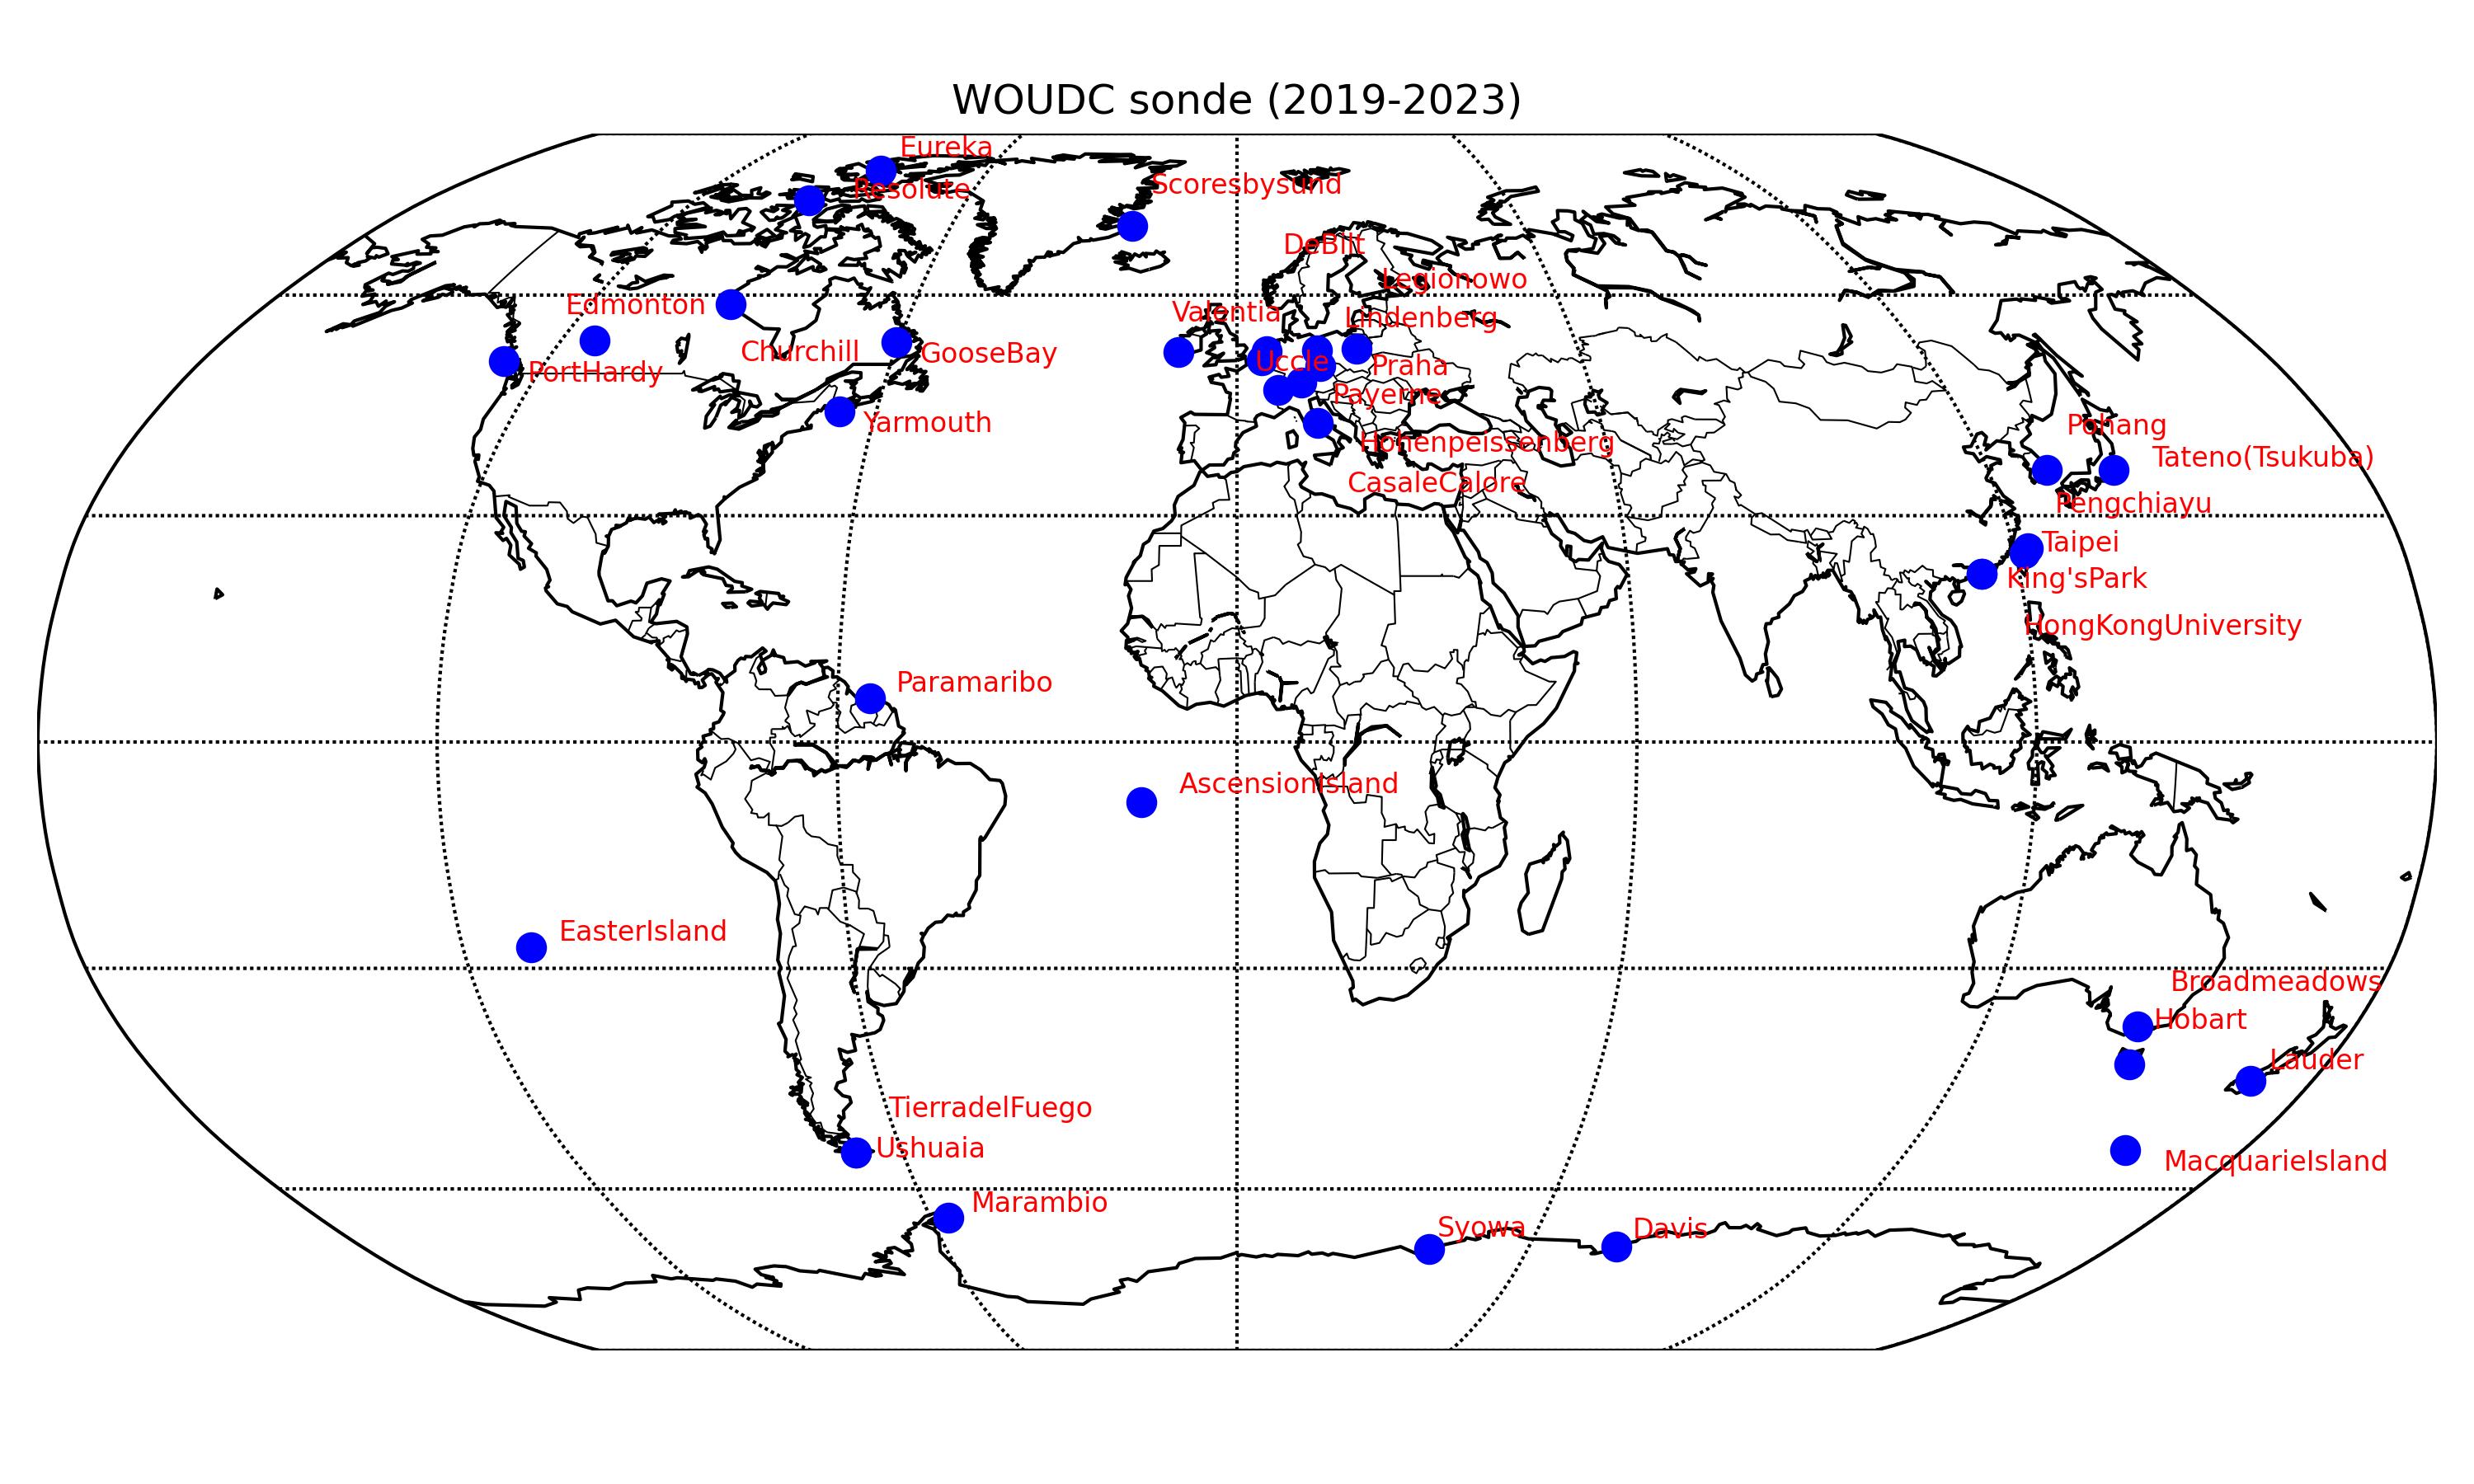 WOUDC sonde (2019-2023)
Eureka
Resolute
Scoresbysund
DeBilt
Legionowo
Edmonton
Valentia
Lindenberg
Churchill
GooseBay
Uccle
Praha
PortHardy
Payerne
Yarmouth
Pohang
Hohenpeissenberg
Tateno(Tsukuba)
CasaleCalore
Pengchiayu
Taipei
King'sPark
HongKongUniversity
Paramaribo
AscensionIsland
EasterIsland
Broadmeadows
Hobart
Lauder
TierradelFuego
Ushuaia
MacquarieIsland
Marambio
Syowa
Davis